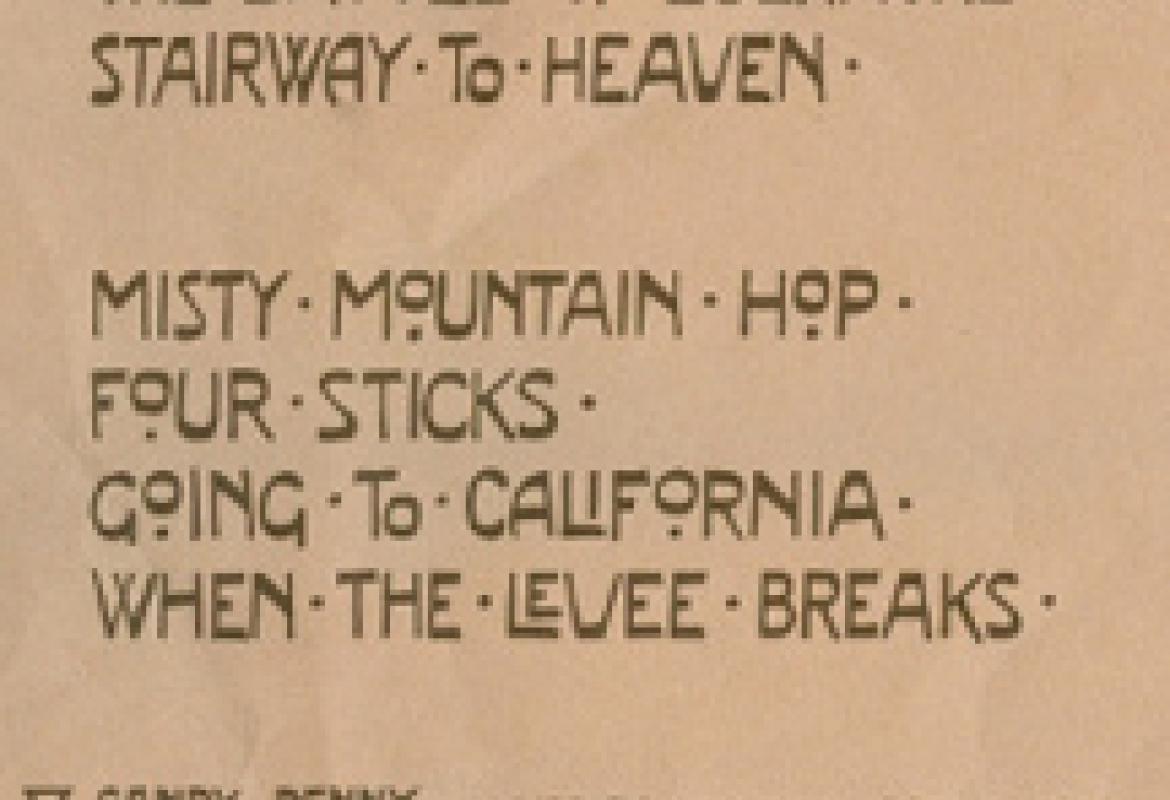 STAIRWAY · To · HEAVEN ·
MISTY · MOUNTAIN · HOP ·
FOUR · STICKS ·
GOING · To · CALIFORNIA ·
WHEN · THE · LEVEE · BREAKS ·